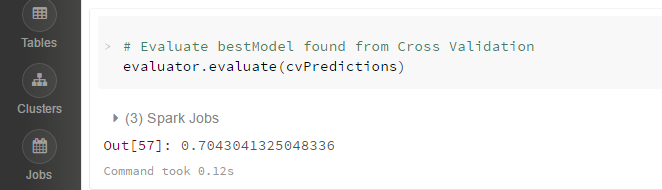 Tables
Clusters
Jobs
> # Evaluate bestModel found from Cross Validation
evaluator.evaluate(cvPredictions)
(3) Spark Jobs
Out[57]: 0.7043041325048336
Command took 0.12s